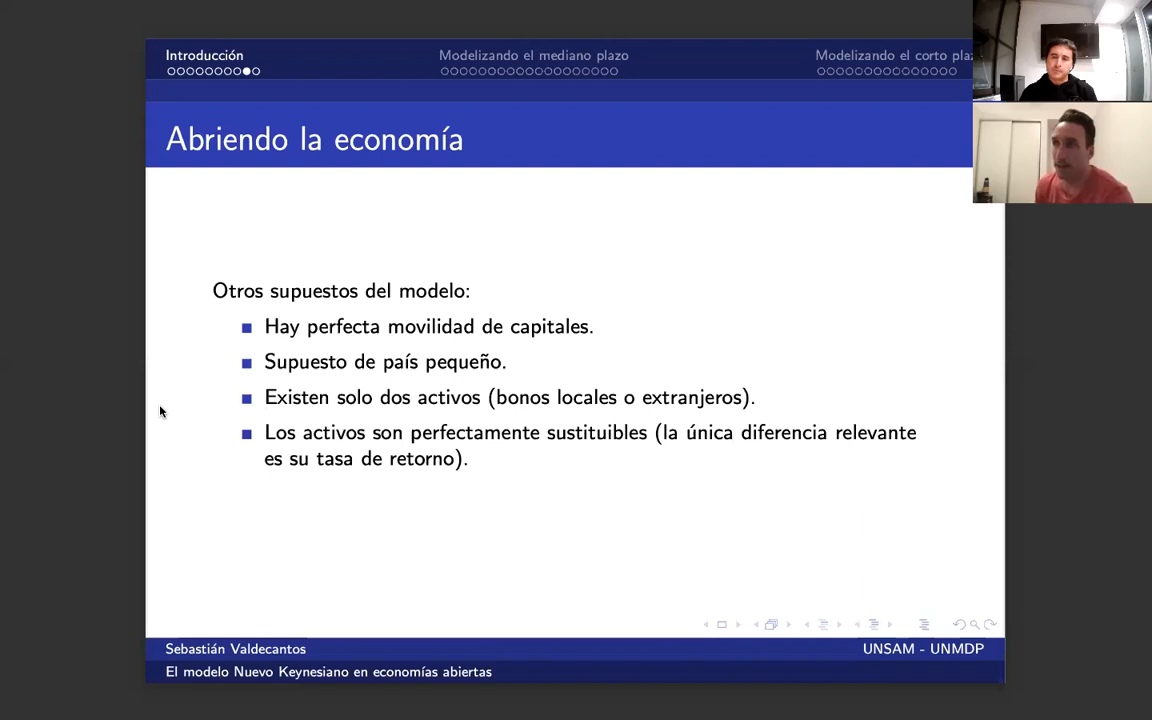 Introducción
Modelizando el mediano plazo
Modelizando el corto pla
Abriendo la economía
Otros supuestos del modelo:
Hay perfecta movilidad de capitales.
Supuesto de país pequeño.
Existen solo dos activos (bonos locales o extranjeros).
Los activos son perfectamente sustituibles (la única diferencia relevante
es su tasa de retorno).
Sebastián Valdecantos
UNSAM - UNMDP
El modelo Nuevo Keynesiano en economías abiertas